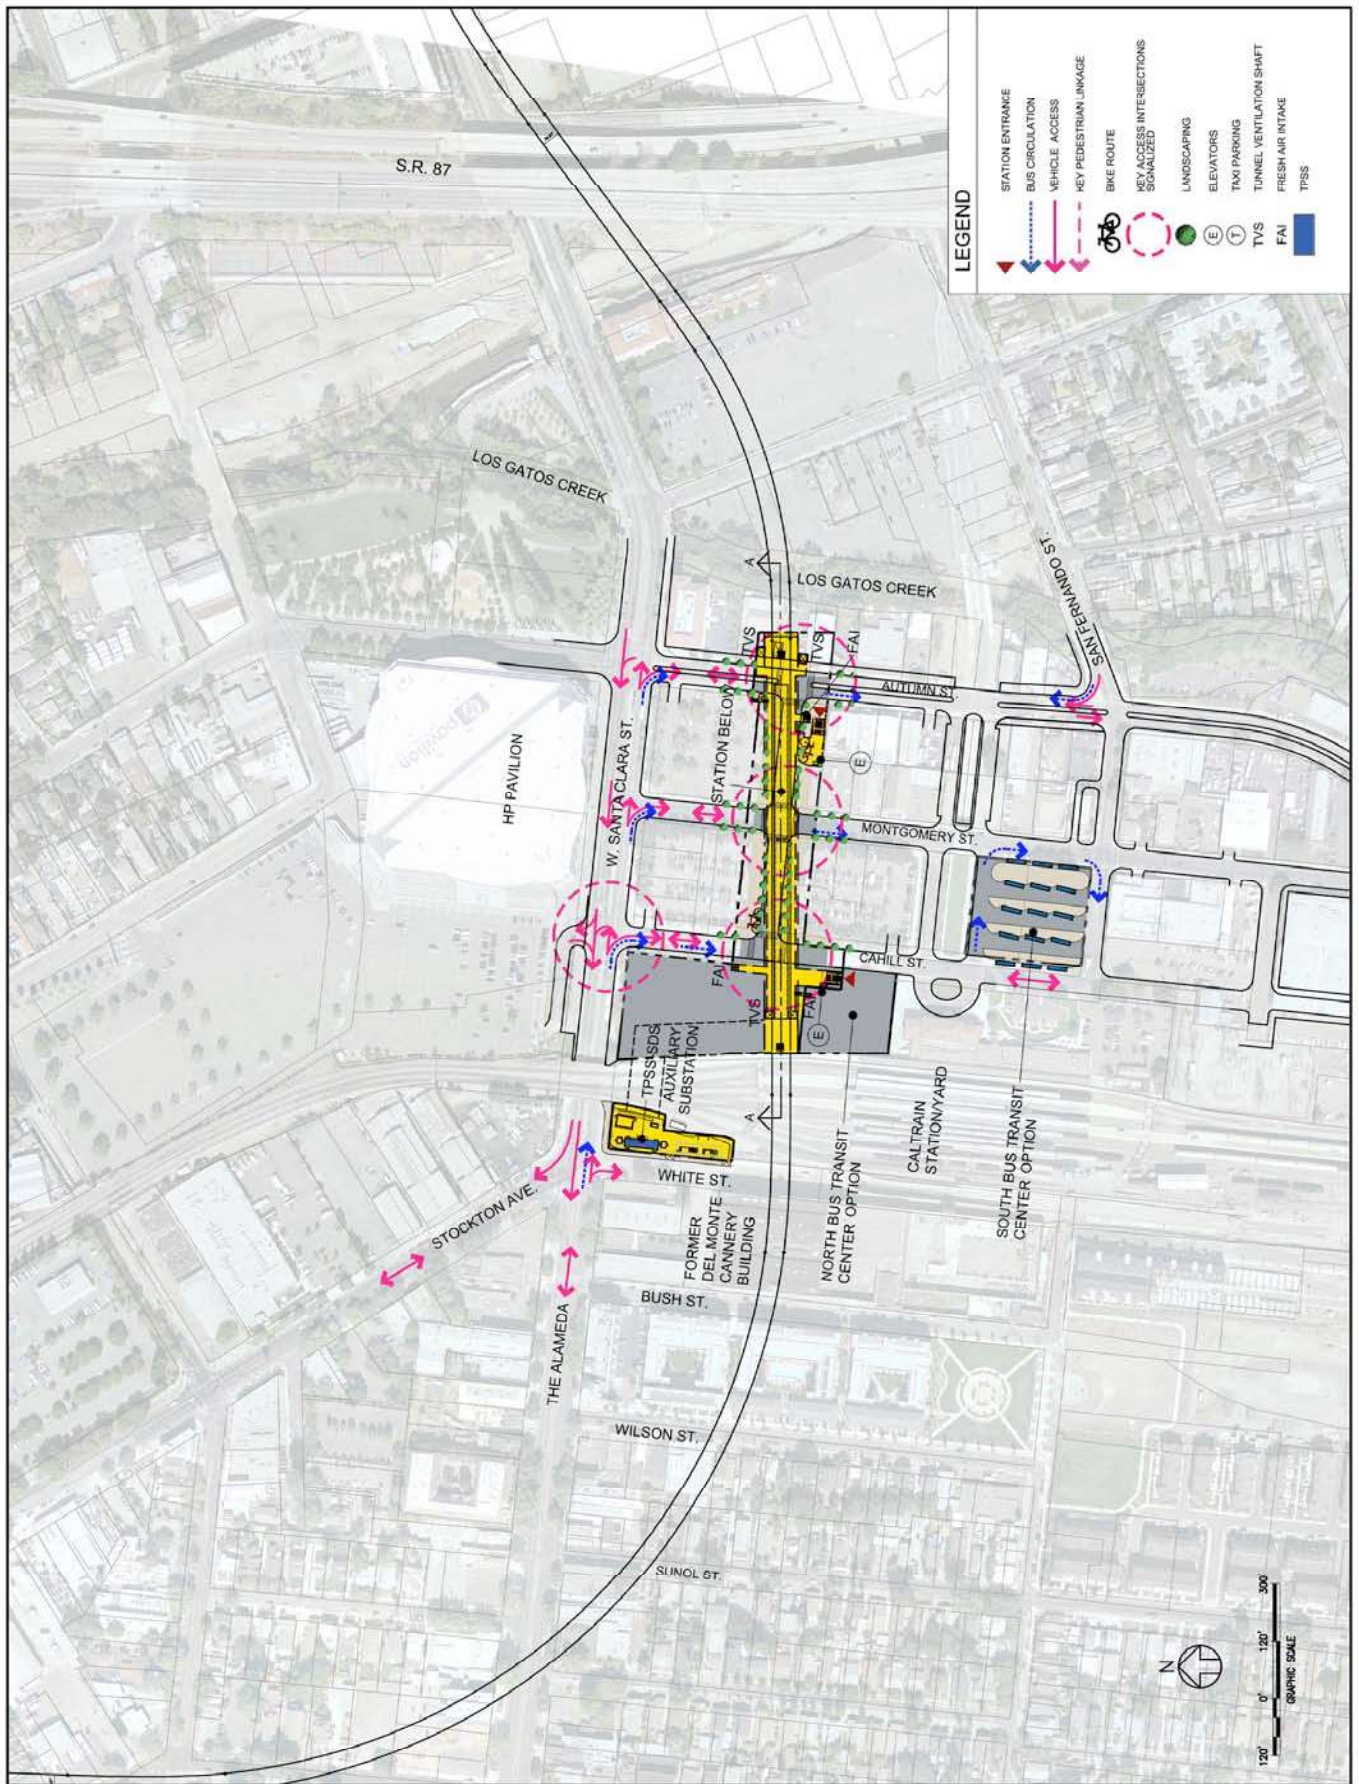 S.R. 87
LEGEND
STATION ENTRANCE
BUS CIRCULATION
VEHICLE ACCESS
KEY PEDESTRIAN LINKAGE
BIKE ROUTE
KEY ACCESS INTERSECTIONS
SIGNALIZED
LANDSCAPING
E
ELEVATORS
T
TAXI PARKING
TVS
TUNNEL VENTILATION SHAFT
FAI
FRESH AIR INTAKE
TPSS
LOS GATOS CREEK
LOS GATOS CREEK
HP PAVILION
W. SANTA CLARA ST.
STATION BELOW
TVS
TVS
FAI
A
AUTUMN ST.
SAN FERNANDO ST.
E
MONTGOMERY ST.
CAHILL ST.
FAI
TVS
FAI
E
TPSS SDS
AUXILIARY
SUBSTATION
A
STOCKTON AVE.
WHITE ST.
FORMER
DEL MONTE
CANNERY
BUILDING
NORTH BUS TRANSIT
CENTER OPTION
CALTRAIN
STATION/YARD
SOUTH BUS TRANSIT
CENTER OPTION
BUSH ST.
THE ALAMEDA
WILSON ST.
SUNOL ST.
N
120' 0' 120' 300
GRAPHIC SCALE